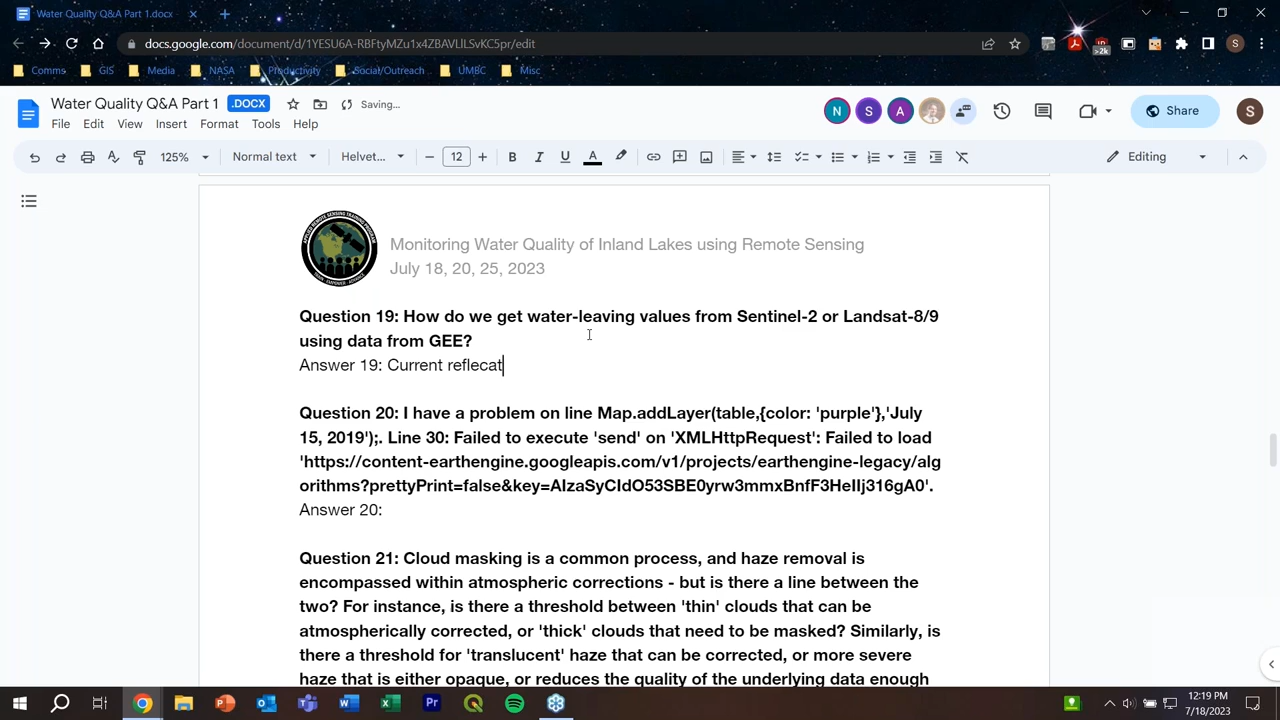 Water Quality Q&A Part 1.docx
docs.google.com/document/d/1YESU6A-RBFtyMZu1x4ZBAVLlLSvKC5pr/edit
>2k
S
Comms
GIS
Media
NASA
Productivity
Social/Outreach
UMBC
Misc
Water Quality Q&A Part 1
.DOCX
Saving...
N
S
A
Share
S
File
Edit
View
Insert
Format
Tools
Help
125%
Normal text
Helvet...
12
B
I
U
A
Editing
Monitoring Water Quality of Inland Lakes using Remote Sensing
July 18, 20, 25, 2023
Question 19: How do we get water-leaving values from Sentinel-2 or Landsat-8/9
using data from GEE?
Answer 19: Current reflecat
Question 20: I have a problem on line Map.addLayer(table,{color: 'purple'},'July
15, 2019');. Line 30: Failed to execute 'send' on 'XMLHttpRequest': Failed to load
'https://content-earthengine.googleapis.com/v1/projects/earthengine-legacy/alg
orithms?prettyPrint=false&key=AIzaSyCIdO53SBE0yrw3mmxBnfF3HeIIj316gA0'.
Answer 20:
Question 21: Cloud masking is a common process, and haze removal is
encompassed within atmospheric corrections - but is there a line between the
two? For instance, is there a threshold between 'thin' clouds that can be
atmospherically corrected, or 'thick' clouds that need to be masked? Similarly, is
there a threshold for 'translucent' haze that can be corrected, or more severe
haze that is either opaque, or reduces the quality of the underlying data enough
12:19 PM
7/18/2023